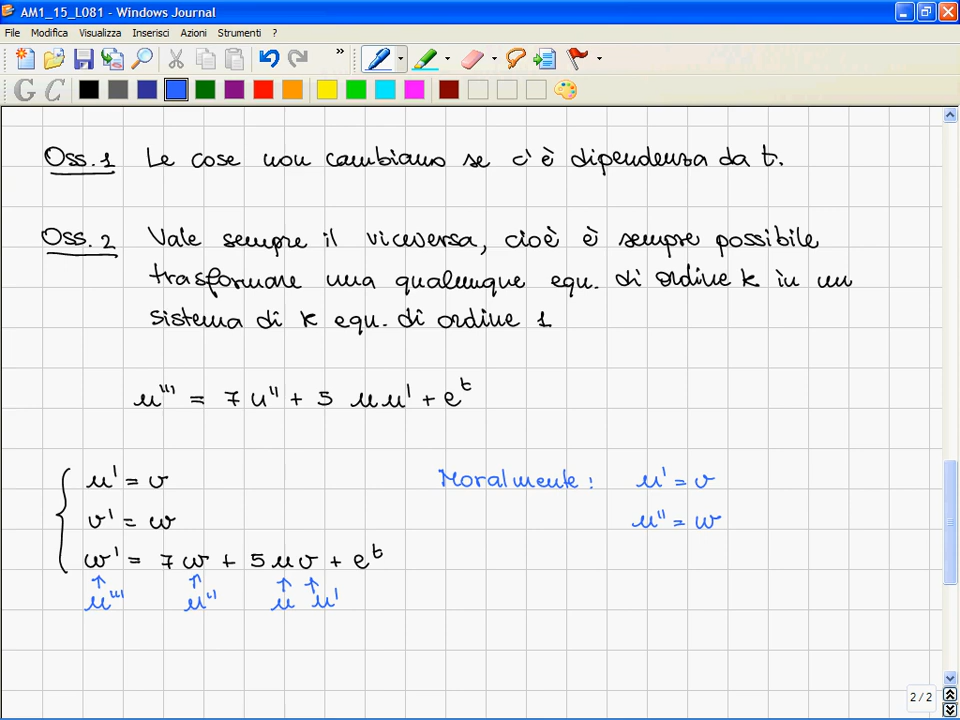 AM1_15_L081 - Windows Journal
File Modifica Visualizza Inserisci Azioni Strumenti ?
Oss. 1 Le cose non cambiano se c'è dipendenza da t.
Oss. 2 Vale sempre il viceversa, cioè è sempre possibile
trasformare una qualunque equ. di ordine k in un
sistema di k equ. di ordine 1
u''' = 7 u'' + 5 u u' + e^t
u' = v Moralmente : u' = v
v' = w u'' = w
w' = 7w + 5uv + e^t
↑ ↑ ↑ ↑
u''' u'' u u'
2 / 2